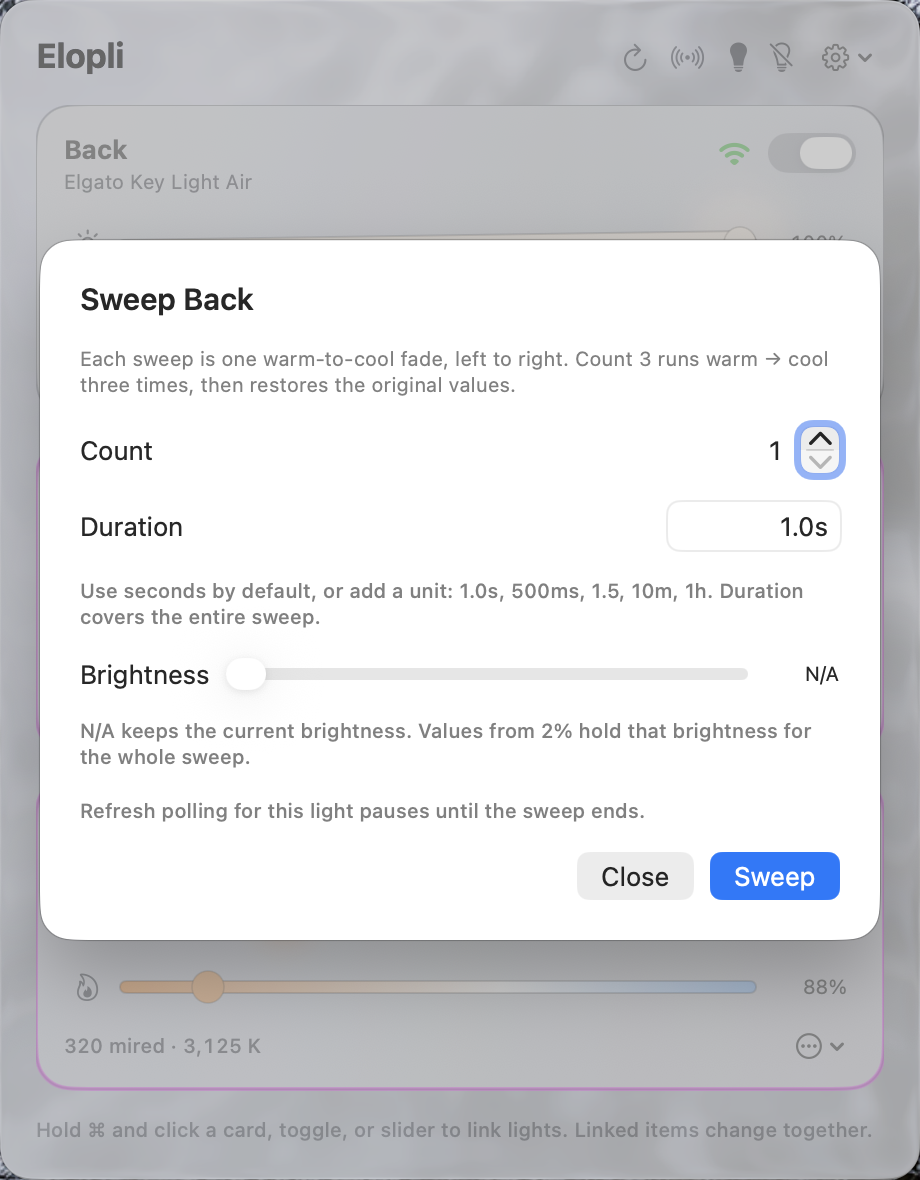 Elopli
Back
Elgato Key Light Air
100%
Sweep Back
Each sweep is one warm-to-cool fade, left to right. Count 3 runs warm → cool
three times, then restores the original values.
Count
1
Duration
1.0s
Use seconds by default, or add a unit: 1.0s, 500ms, 1.5, 10m, 1h. Duration
covers the entire sweep.
Brightness
N/A
N/A keeps the current brightness. Values from 2% hold that brightness for
the whole sweep.
Refresh polling for this light pauses until the sweep ends.
Close
Sweep
88%
320 mired · 3,125 K
Hold ⌘ and click a card, toggle, or slider to link lights. Linked items change together.